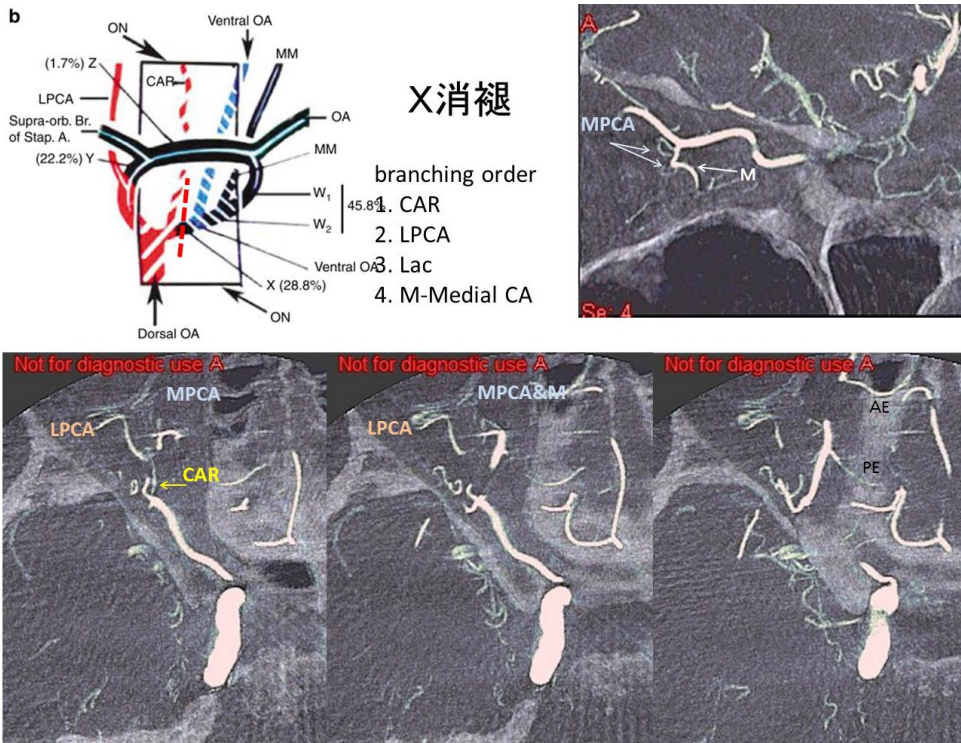 b
ON
Ventral OA
(1.7%) Z
MM
CAR
LPCA
Supra-orb. Br.
of Stap. A.
OA
(22.2%) Y
MM
W1
45.8%
W2
Ventral OA
X (28.8%)
ON
Dorsal OA
X消褪
branching order
1. CAR
2. LPCA
3. Lac
4. M-Medial CA
A
MPCA
M
Se: 4
Not for diagnostic use A
MPCA
LPCA
CAR
Not for diagnostic use A
MPCA&M
LPCA
Not for diagnostic use A
AE
PE